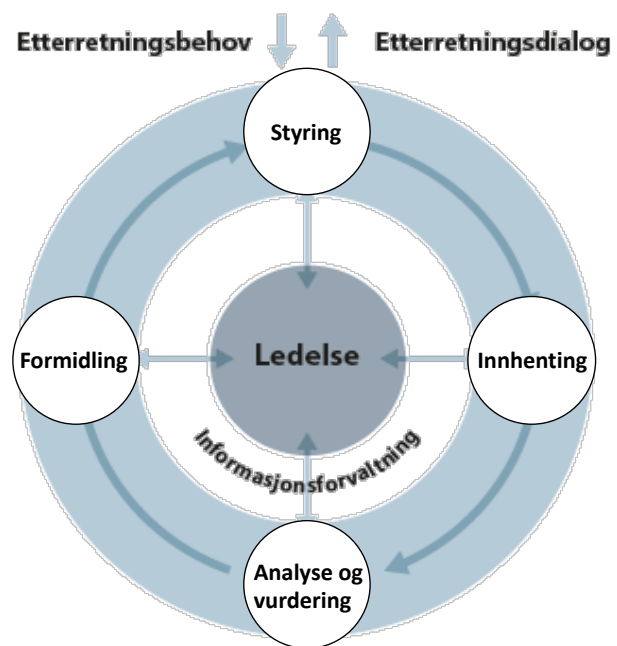 Etterretningsbehov
Etterretningsdialog
Styring
Formidling
Ledelse
Innhenting
Informasjonsforvaltning
Analyse og
vurdering